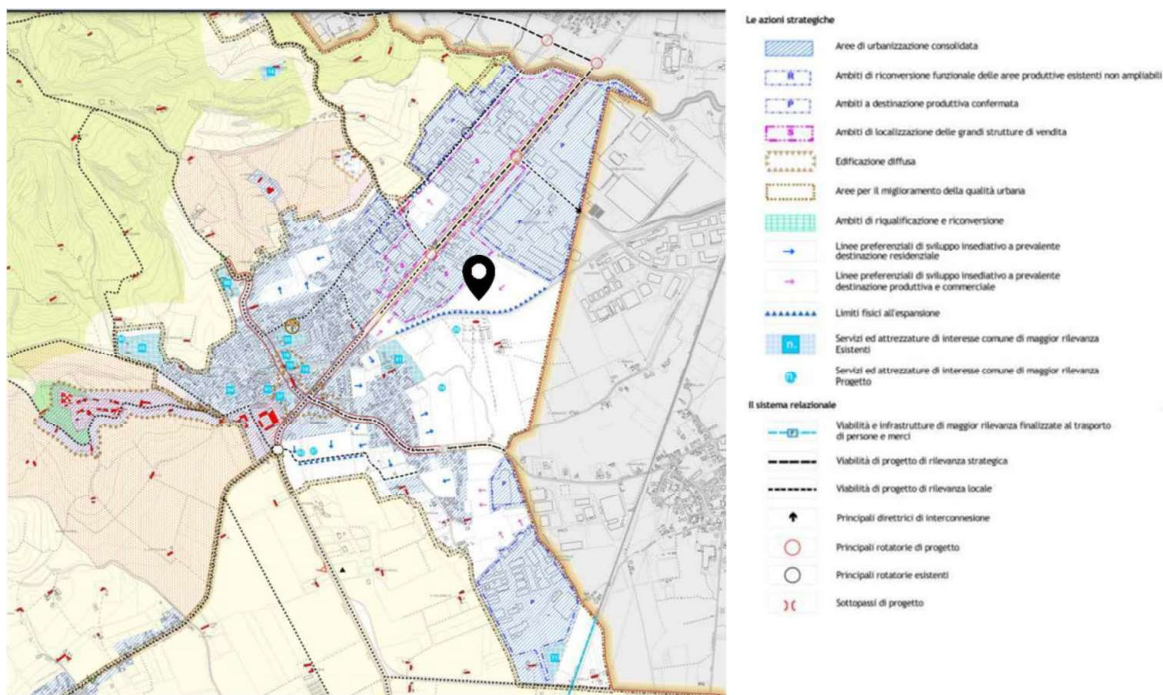 Le azioni strategiche
Aree di urbanizzazione consolidata
R
Ambiti di riconversione funzionale delle aree produttive esistenti non ampliabili
P
Ambiti a destinazione produttiva confermata
S
Ambiti di localizzazione delle grandi strutture di vendita
Edificazione diffusa
Aree per il miglioramento della qualità urbana
Ambiti di riqualificazione e riconversione
Linee preferenziali di sviluppo insediativo a prevalente
destinazione residenziale
Linee preferenziali di sviluppo insediativo a prevalente
destinazione produttiva e commerciale
Limiti fisici all'espansione
n.
Servizi ed attrezzature di interesse comune di maggior rilevanza
Esistenti
n.
Servizi ed attrezzature di interesse comune di maggior rilevanza
Progetto
Il sistema relazionale
Viabilità e infrastrutture di maggior rilevanza finalizzate al trasporto
di persone e merci
Viabilità di progetto di rilevanza strategica
Viabilità di progetto di rilevanza locale
Principali direttrici di interconnesione
Principali rotatorie di progetto
Principali rotatorie esistenti
Sottopassi di progetto